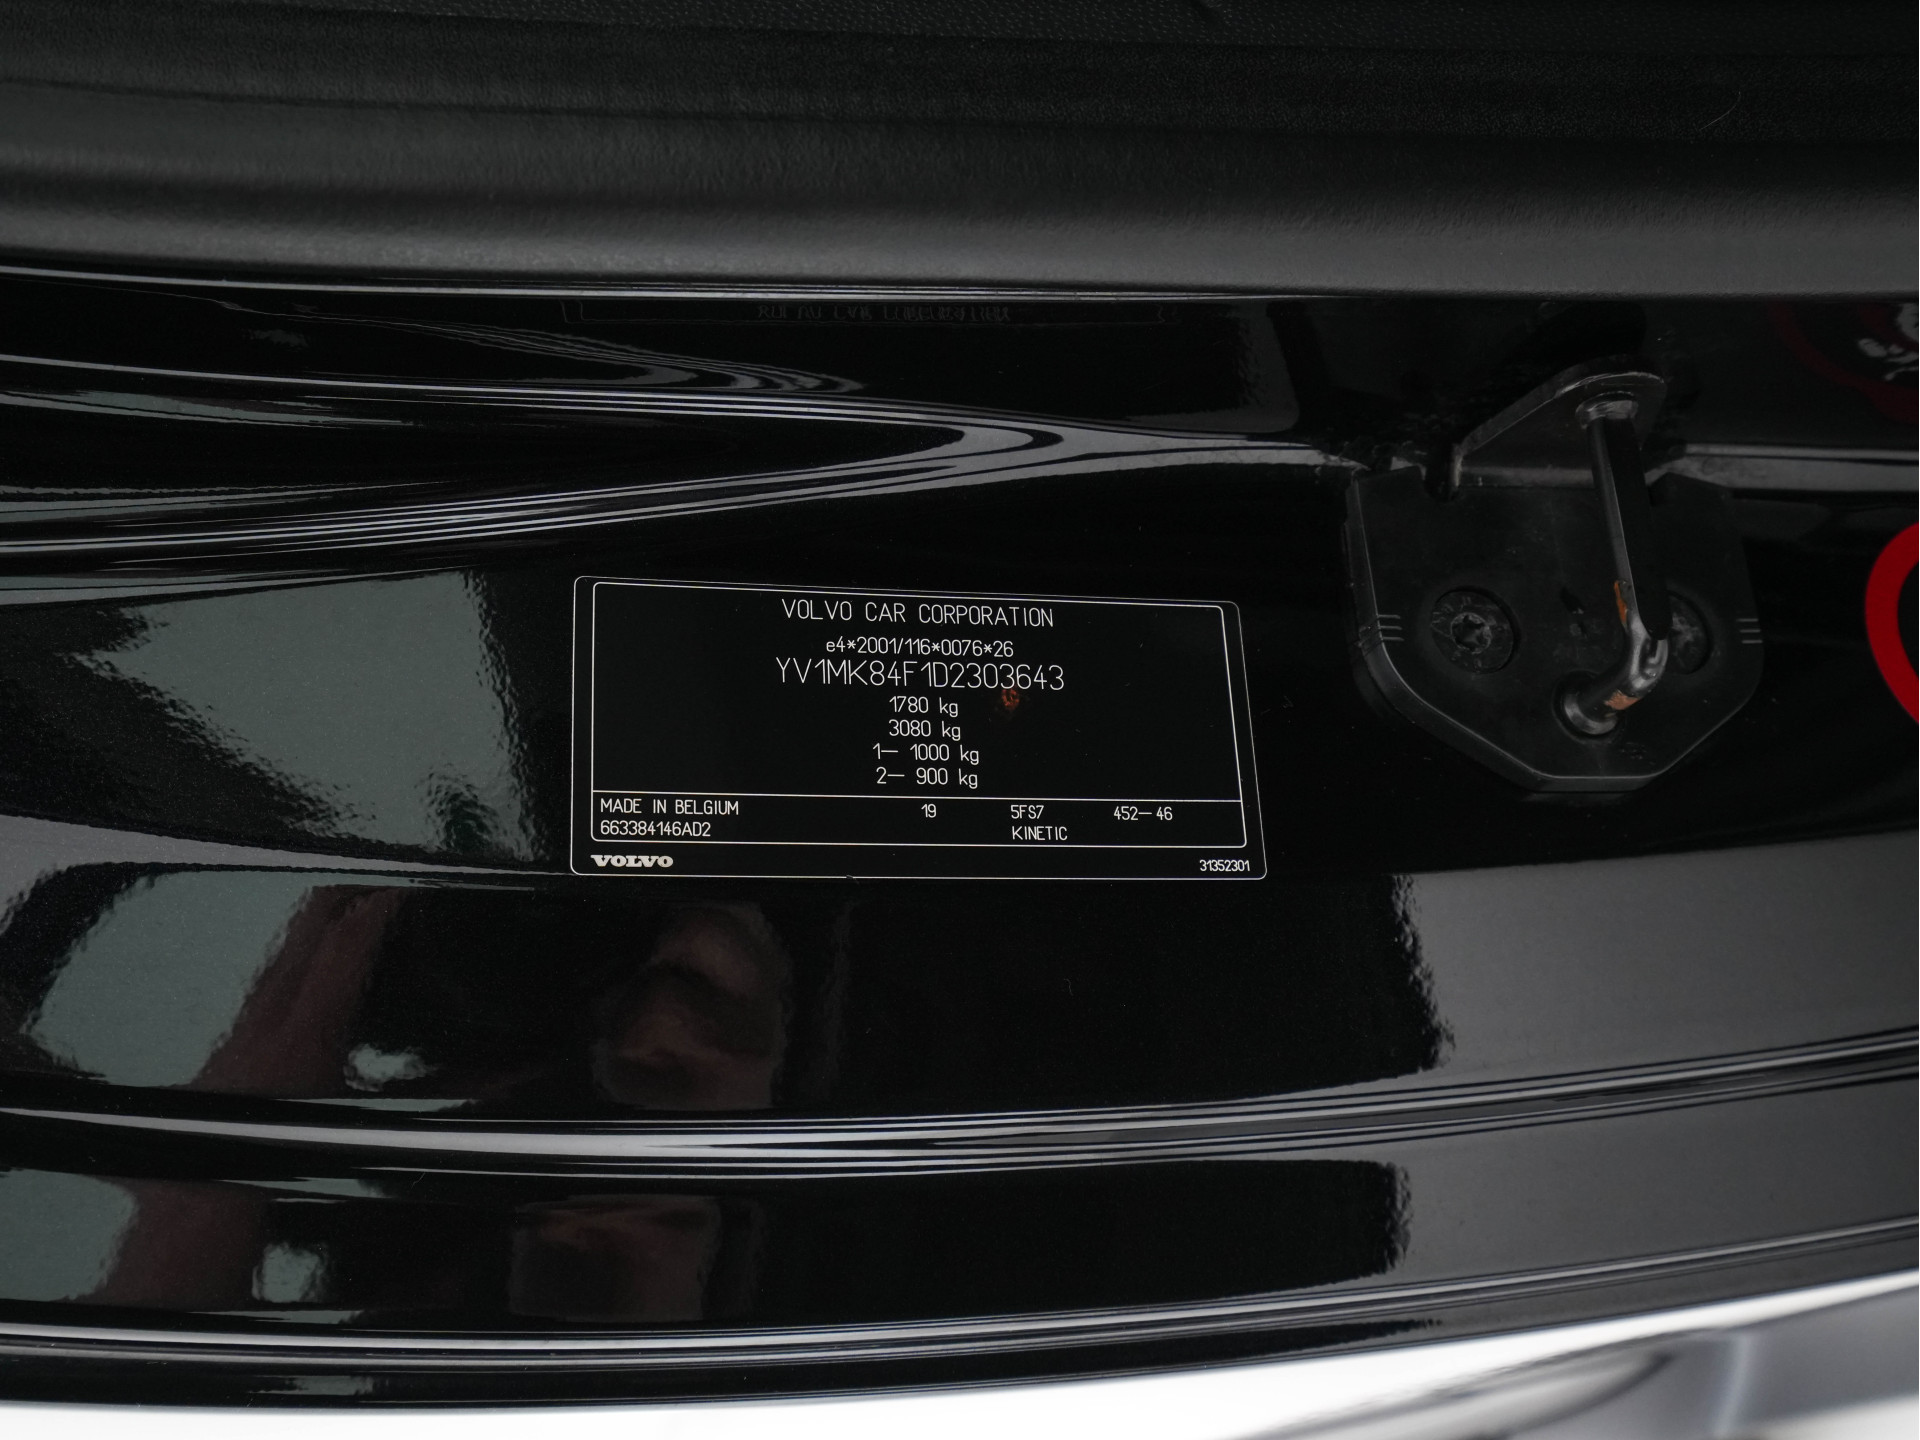 VOLVO CAR CORPORATION
e4*2001/116*0076*26
YV1MK84F1D2303643
1780 kg
3080 kg
1– 1000 kg
2– 900 kg
MADE IN BELGIUM 19 5FS7 452–46
663384146AD2 KINETIC
VOLVO 31352301